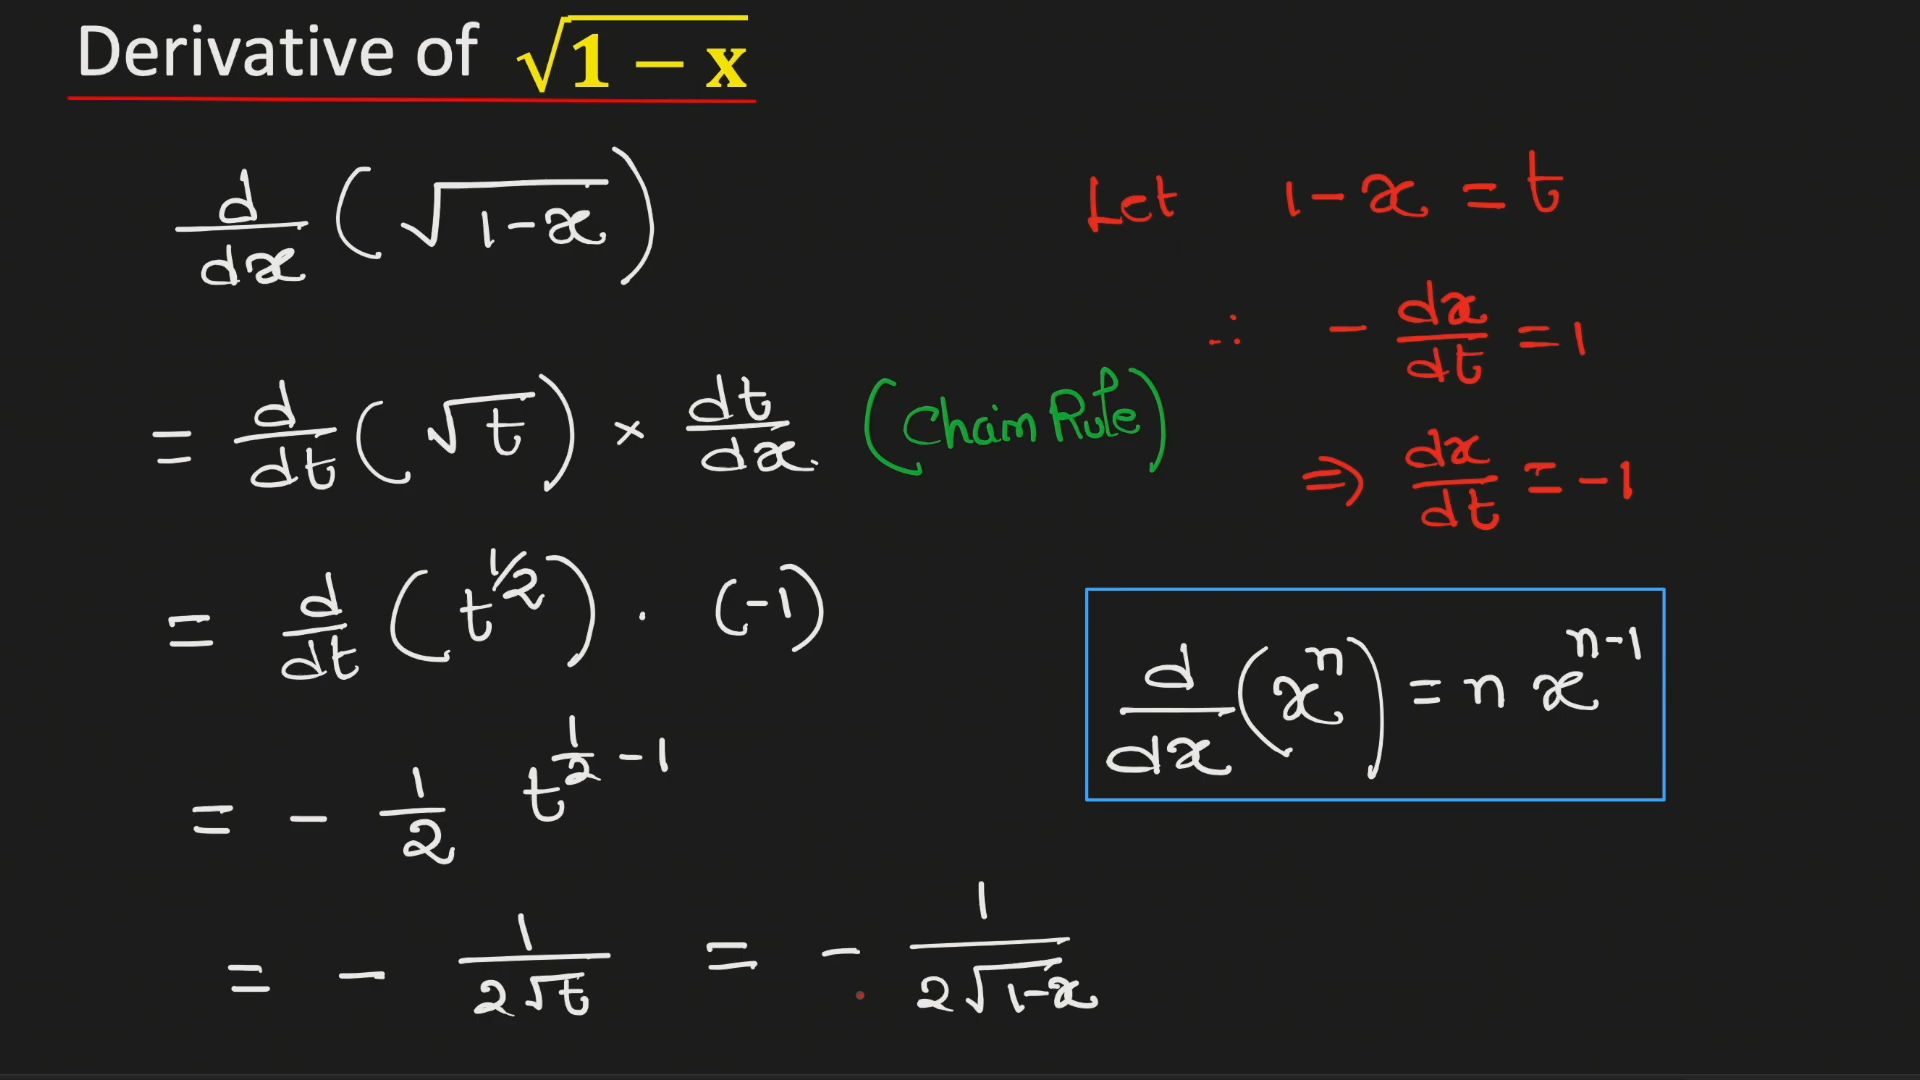 Derivative of √(1 − x)
d/dx (√(1-x))
= d/dt (√t) × dt/dx (Chain Rule)
= d/dt (t^(1/2)) · (-1)
= - 1/2 t^(1/2 - 1)
= - 1/(2√t) = - 1/(2√(1-x))
Let 1-x = t
∴ - dx/dt = 1
⇒ dx/dt = -1
d/dx (x^n) = n x^(n-1)